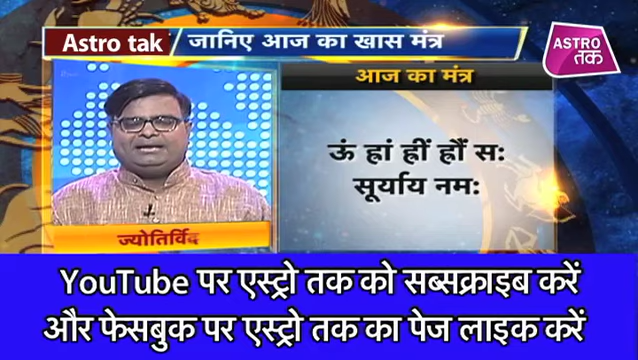 Astro tak
जानिए आज का खास मंत्र
ASTRO
तक
आज का मंत्र
ऊं ह्रां ह्रीं ह्रौं स:
सूर्याय नम:
ज्योतिर्विद
YouTube पर एस्ट्रो तक को सब्सक्राइब करें
और फेसबुक पर एस्ट्रो तक का पेज लाइक करें